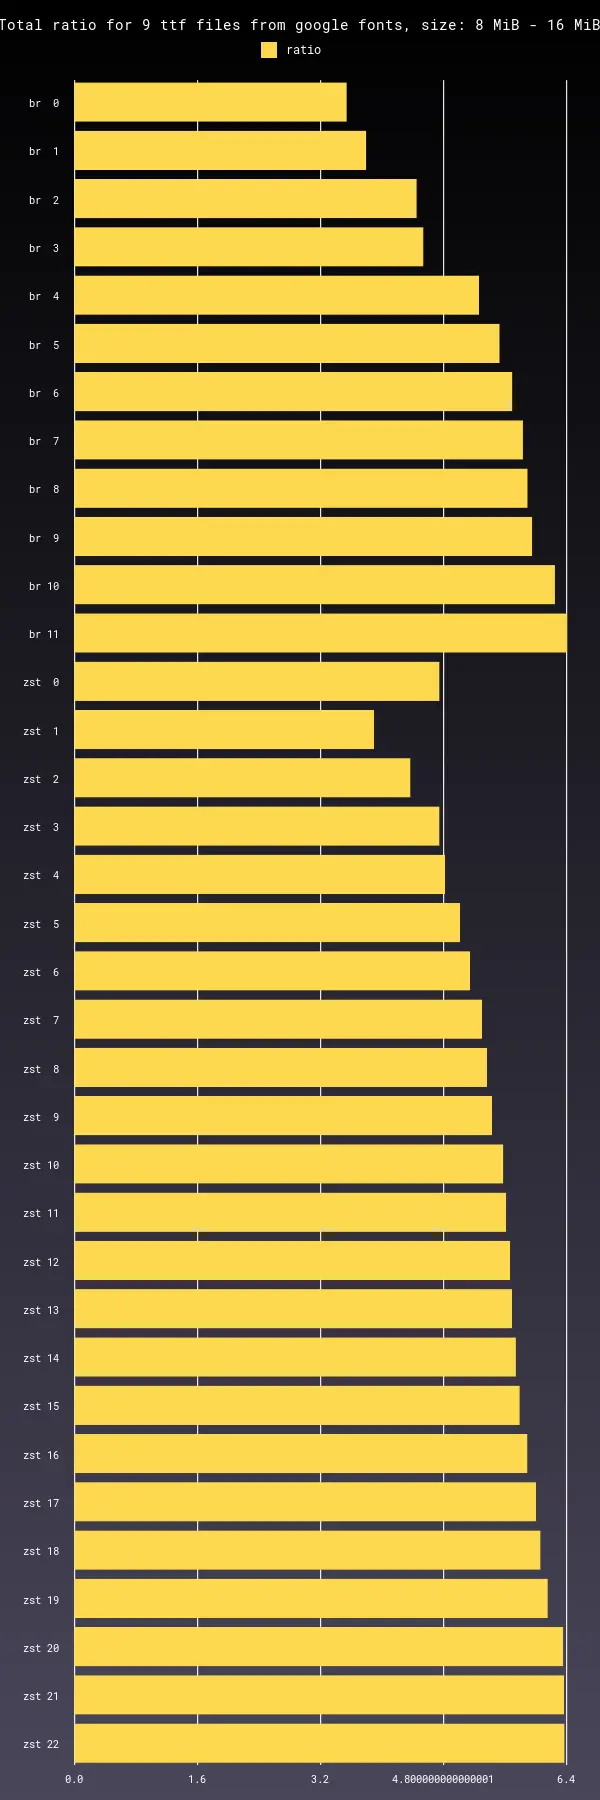 Total ratio for 9 ttf files from google fonts, size: 8 MiB - 16 MiB
ratio
br 0
br 1
br 2
br 3
br 4
br 5
br 6
br 7
br 8
br 9
br 10
br 11
zst 0
zst 1
zst 2
zst 3
zst 4
zst 5
zst 6
zst 7
zst 8
zst 9
zst 10
zst 11
zst 12
zst 13
zst 14
zst 15
zst 16
zst 17
zst 18
zst 19
zst 20
zst 21
zst 22
0.0 1.6 3.2 4.800000000000001 6.4